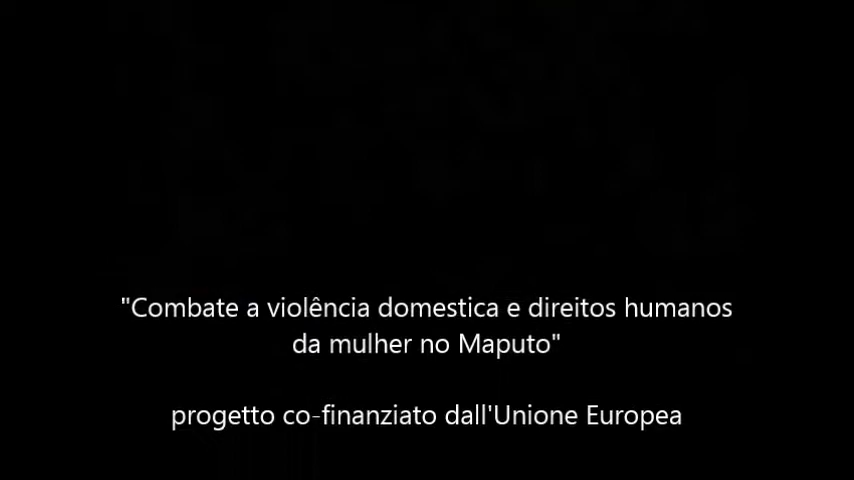 "Combate a violência domestica e direitos humanos
da mulher no Maputo"
progetto co-finanziato dall'Unione Europea